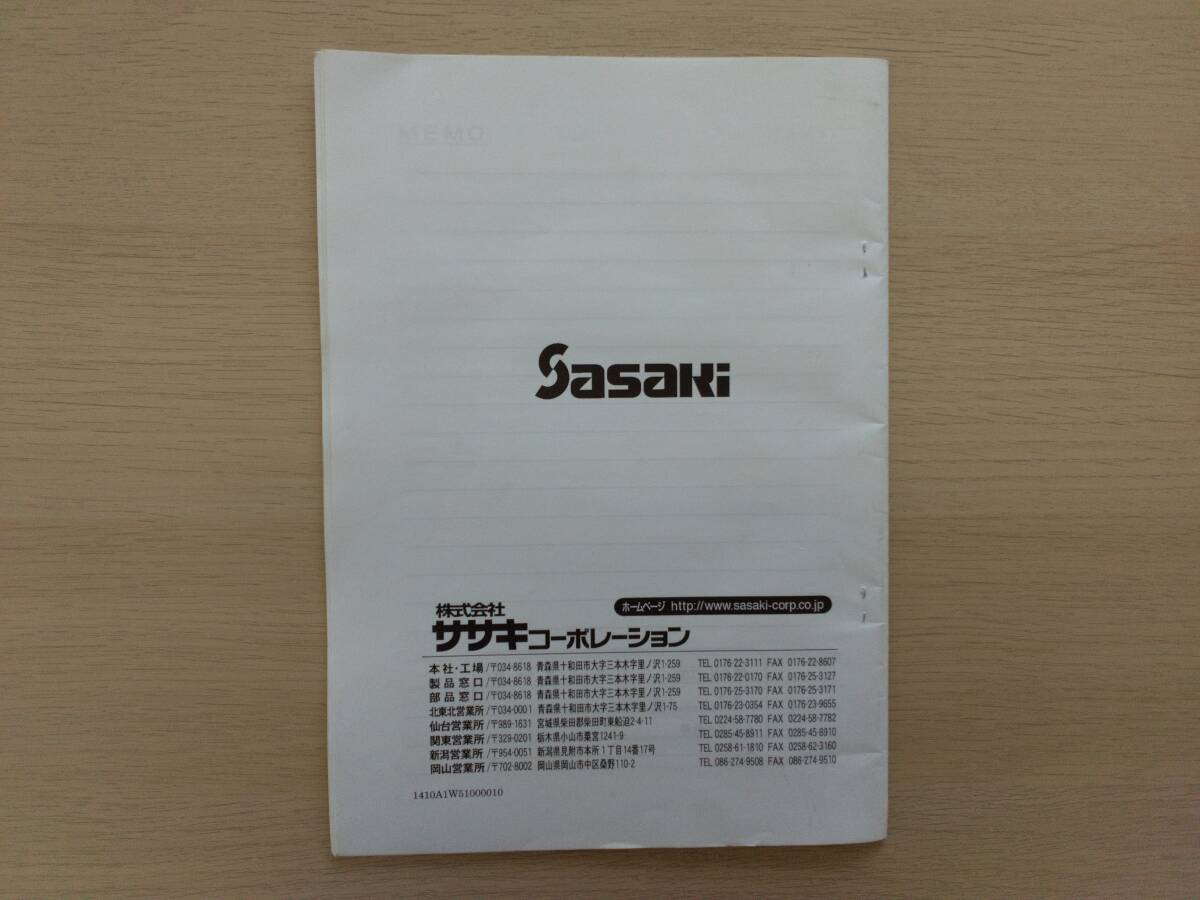 MEMO
Sasaki
ホームページ http://www.sasaki-corp.co.jp
株式会社
ササキコーポレーション
本社・工場/〒034-8618 青森県十和田市大字三本木字里ノ沢1-259 TEL 0176-22-3111 FAX 0176-22-8607
製品窓口/〒034-8618 青森県十和田市大字三本木字里ノ沢1-259 TEL 0176-22-0170 FAX 0176-25-3127
部品窓口/〒034-8618 青森県十和田市大字三本木字里ノ沢1-259 TEL 0176-25-3170 FAX 0176-25-3171
北東北営業所/〒034-0001 青森県十和田市大字三本木字里ノ沢1-75 TEL 0176-23-0354 FAX 0176-23-9655
仙台営業所/〒989-1631 宮城県柴田郡柴田町東船迫2-4-11 TEL 0224-58-7780 FAX 0224-58-7782
関東営業所/〒329-0201 栃木県小山市粟宮1241-9 TEL 0285-45-8911 FAX 0285-45-8910
新潟営業所/〒954-0051 新潟県見附市本所1丁目14番17号 TEL 0258-61-1810 FAX 0258-62-3160
岡山営業所/〒702-8002 岡山県岡山市中区桑野110-2 TEL 086-274-9508 FAX 086-274-9510
1410A1W51000010